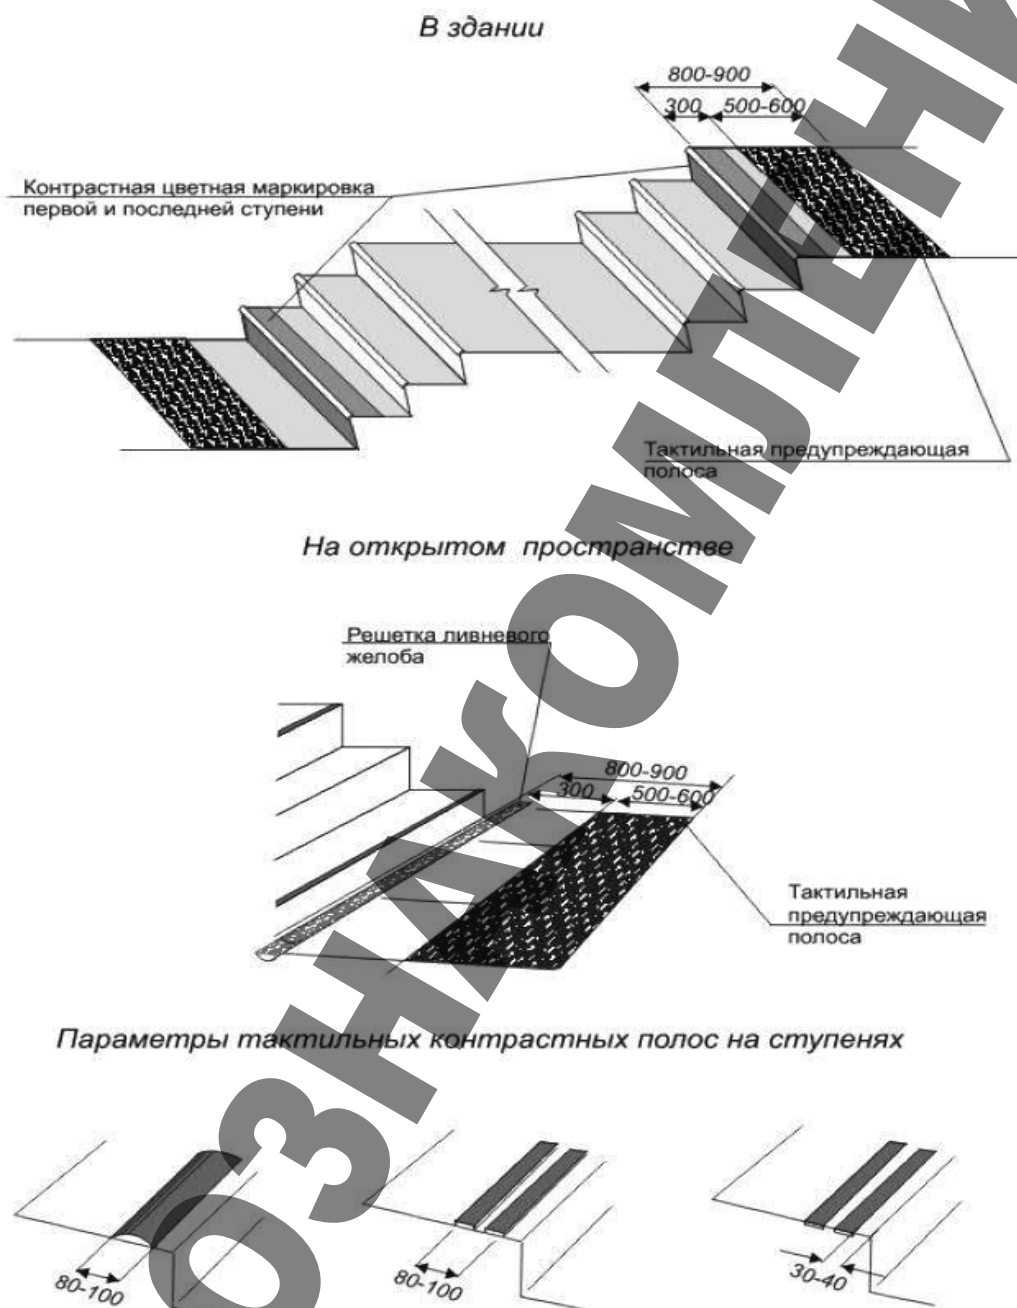 В здании
800-900
300
500-600
Контрастная цветная маркировка
первой и последней ступени
Тактильная предупреждающая
полоса
На открытом пространстве
Решетка ливневого
желоба
800-900
300
500-600
Тактильная
предупреждающая
полоса
Параметры тактильных контрастных полос на ступенях
80-100
80-100
30-40
ОЗНАКОМЛЕНИ